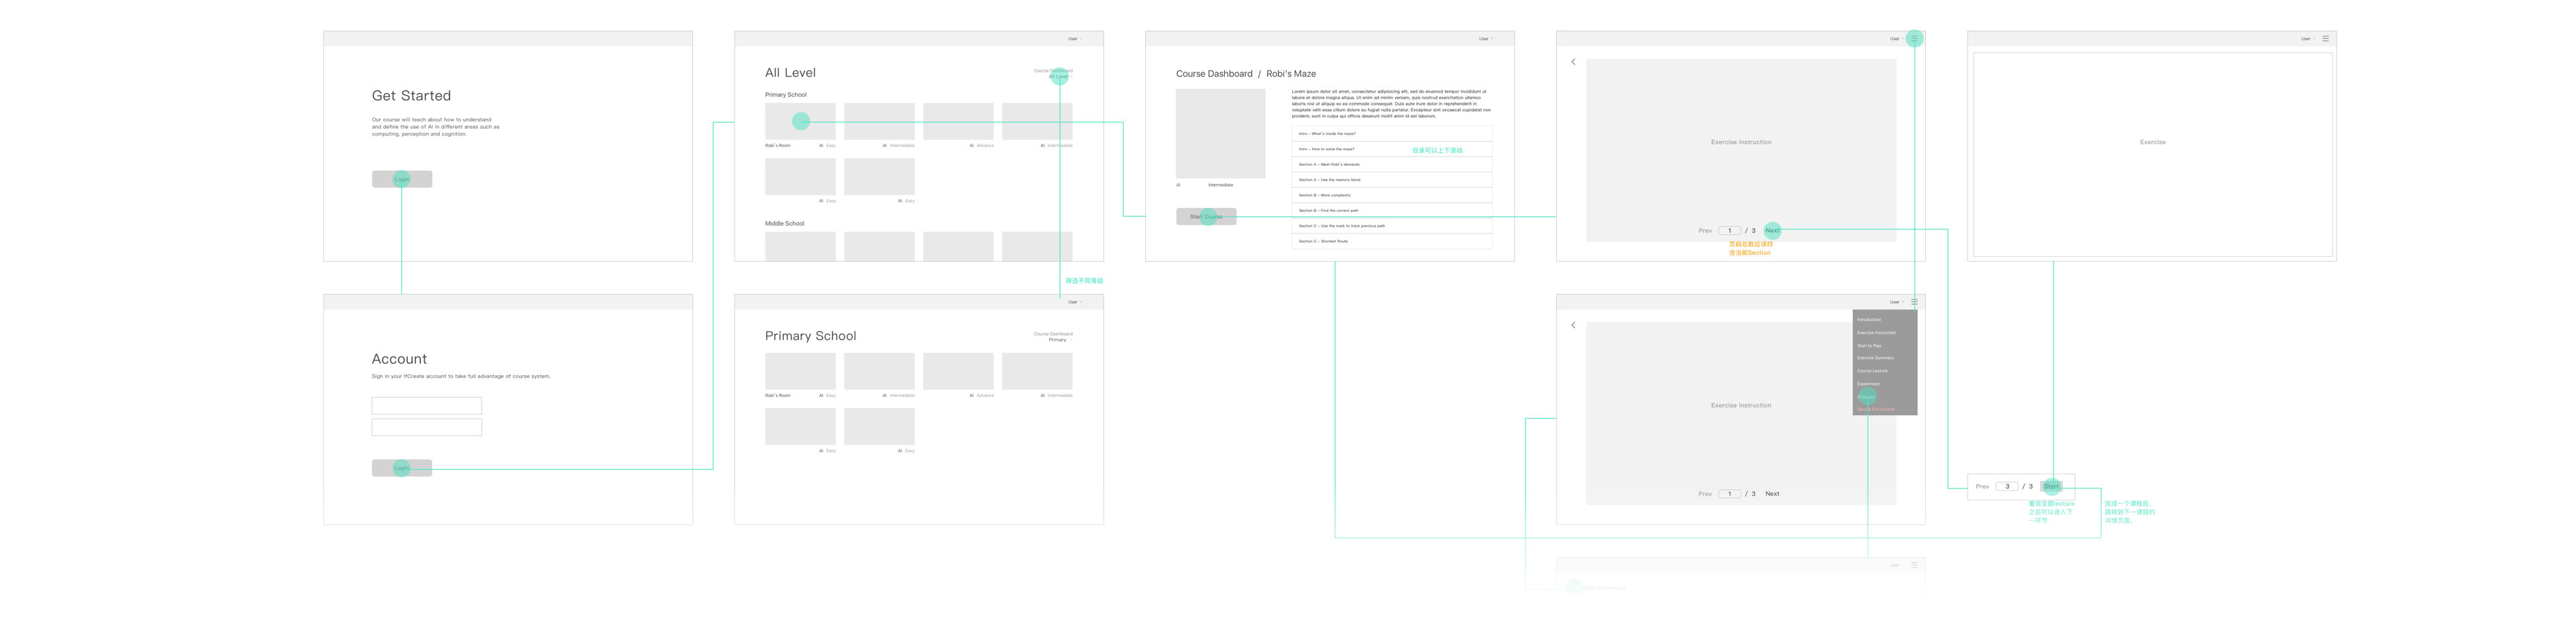 Get Started
Our course will teach about how to understand
and define the use of AI in different areas such as
computing, perception and cognition.
Login
Account
Sign in your IfCreate account to take full advantage of course system.
Login
User
All Level
Course Dashboard
All Level
Primary School
Robi's Room AI Easy
AI Intermediate
AI Advance
AI Intermediate
AI Easy
AI Easy
Middle School
筛选不同等级
User
Primary School
Course Dashboard
Primary
Robi's Room AI Easy
AI Intermediate
AI Advance
AI Intermediate
AI Easy
AI Easy
User
Course Dashboard / Robi's Maze
Lorem ipsum dolor sit amet, consectetur adipisicing elit, sed do eiusmod tempor incididunt ut
labore et dolore magna aliqua. Ut enim ad minim veniam, quis nostrud exercitation ullamco
laboris nisi ut aliquip ex ea commodo consequat. Duis aute irure dolor in reprehenderit in
voluptate velit esse cillum dolore eu fugiat nulla pariatur. Excepteur sint occaecat cupidatat non
proident, sunt in culpa qui officia deserunt mollit anim id est laborum.
AI Intermediate
Start Course
Intro - What's inside the maze?
Intro - How to solve the maze?
目录可以上下滚动
Section A - Meet Robi's demands
Section A - Use the memory block
Section B - More complexity
Section B - Find the correct path
Section C - Use the mark to track previous path
Section C - Shortest Route
User
Exercise Instruction
Prev 1 / 3 Next
页码总数应该符
合当前Section
User
Introduction
Exercise Instruction
Start to Play
Exercise Summary
Course Lecture
Experiment
Exercise Instruction
Prev 1 / 3 Next
User
User
Exercise
Prev 3 / 3 Start
看完全部lecture
之后可以进入下
一环节
完成一个课程后,
跳转到下一课程的
详情页面。